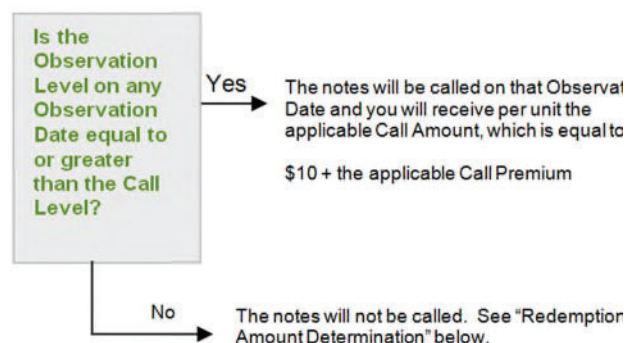 Is the
Observation
Level on any
Observation
Date equal to
or greater
than the Call
Level?
Yes
The notes will be called on that Observat
Date and you will receive per unit the
applicable Call Amount, which is equal to
$10 + the applicable Call Premium
No
The notes will not be called. See “Redemption
Amount Determination” below.